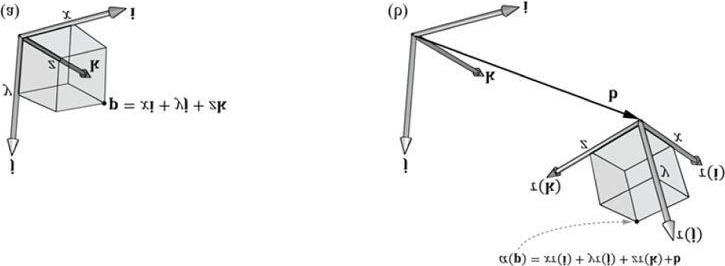 (a)
x
i
y
z
k
p = xi + yj + zk
j
(b)
i
k
b
j
z
x
y
r(k)
r(i)
r(j)
a(p) = xr(i) + yr(j) + zr(k)+b